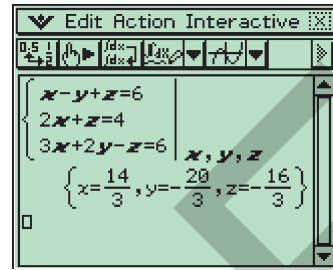 Edit Action Interactive
x-y+z=6
2x+z=4
3x+2y-z=6 | x, y, z
{x=14/3, y=-20/3, z=-16/3}